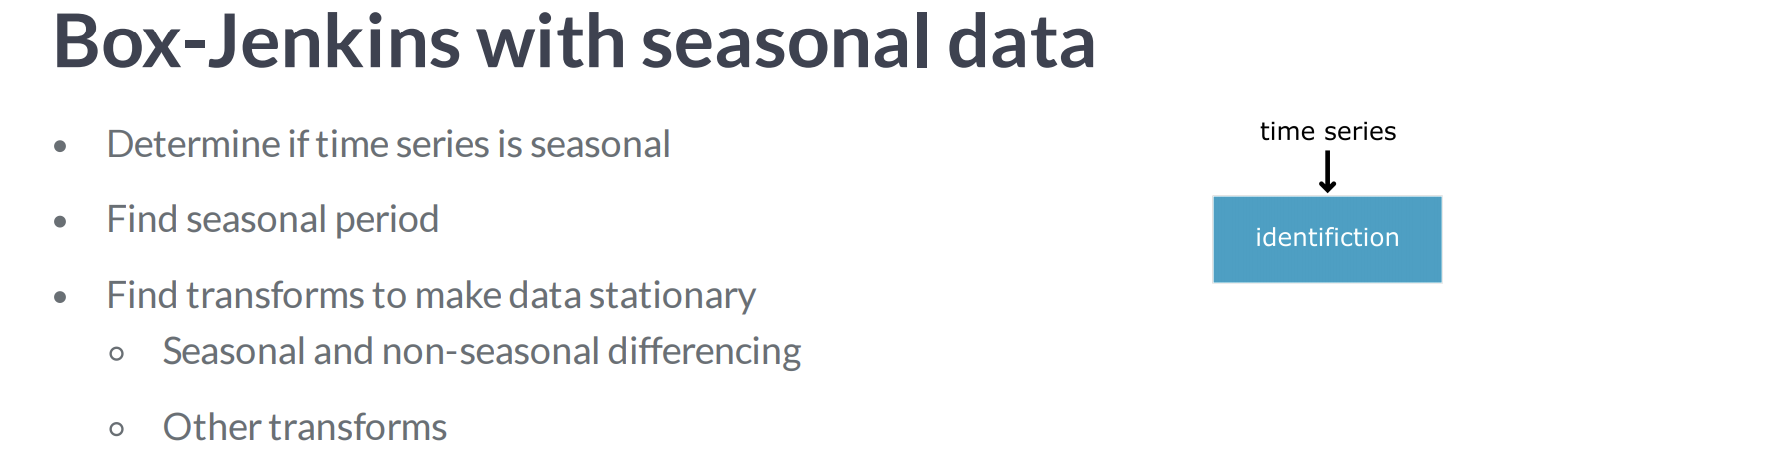 Box-Jenkins with seasonal data
• Determine if time series is seasonal
• Find seasonal period
• Find transforms to make data stationary
○ Seasonal and non-seasonal differencing
○ Other transforms
time series
identifiction